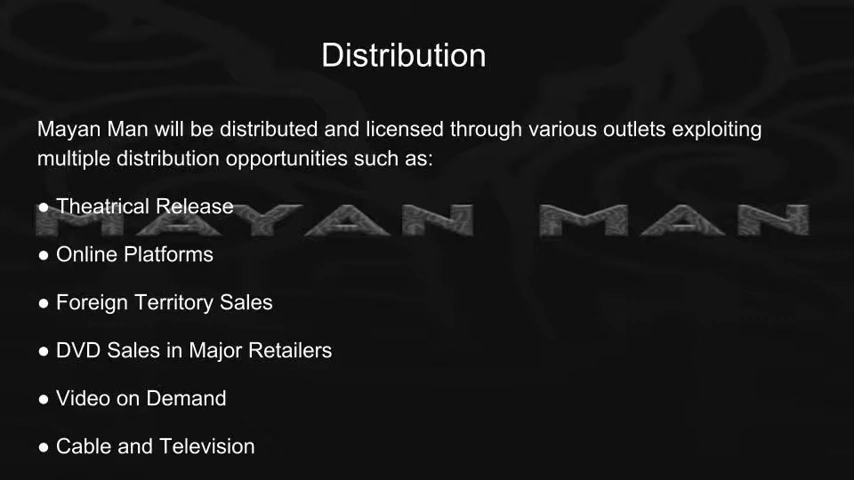 Distribution
Mayan Man will be distributed and licensed through various outlets exploiting
multiple distribution opportunities such as:
● Theatrical Release
MAYAN MAN
● Online Platforms
● Foreign Territory Sales
● DVD Sales in Major Retailers
● Video on Demand
● Cable and Television